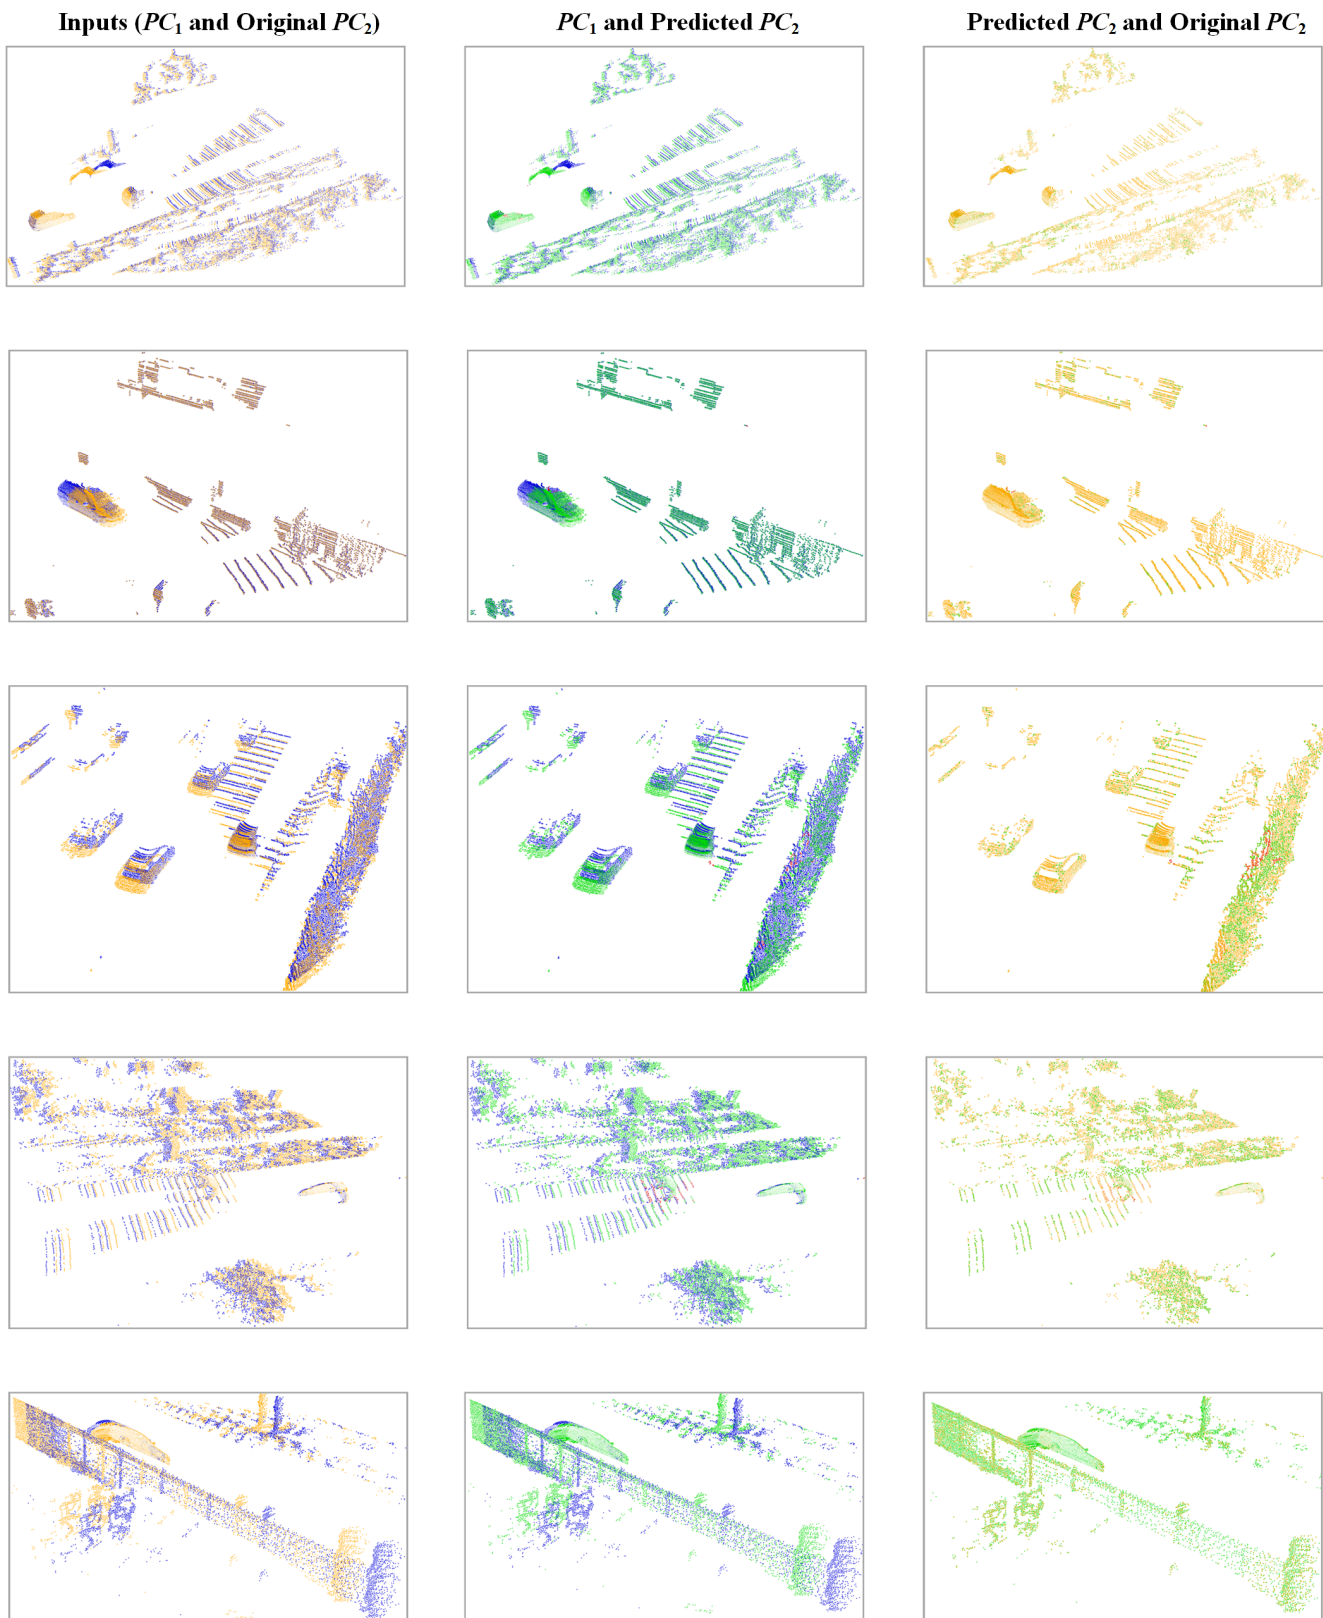 Inputs (PC₁ and Original PC₂) PC₁ and Predicted PC₂ Predicted PC₂ and Original PC₂